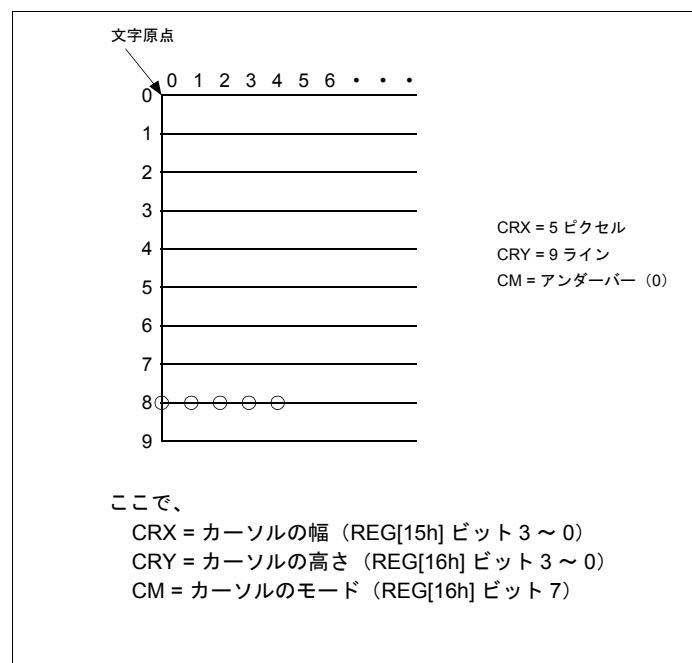 文字原点
0 1 2 3 4 5 6 ・ ・ ・
0
1
2
3
4
5
6
7
8
9
CRX = 5 ピクセル
CRY = 9 ライン
CM = アンダーバー（0）
ここで、
CRX = カーソルの幅（REG[15h] ビット 3 ～ 0）
CRY = カーソルの高さ（REG[16h] ビット 3 ～ 0）
CM = カーソルのモード（REG[16h] ビット 7）